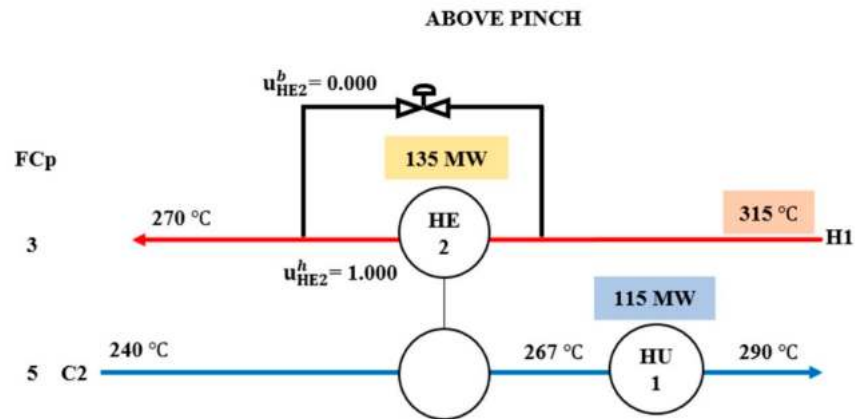 ABOVE PINCH
u^b_HE2 = 0.000
135 MW
FCp
270 °C
HE
2
315 °C
3
H1
u^h_HE2 = 1.000
115 MW
240 °C
267 °C
HU
1
290 °C
5 C2